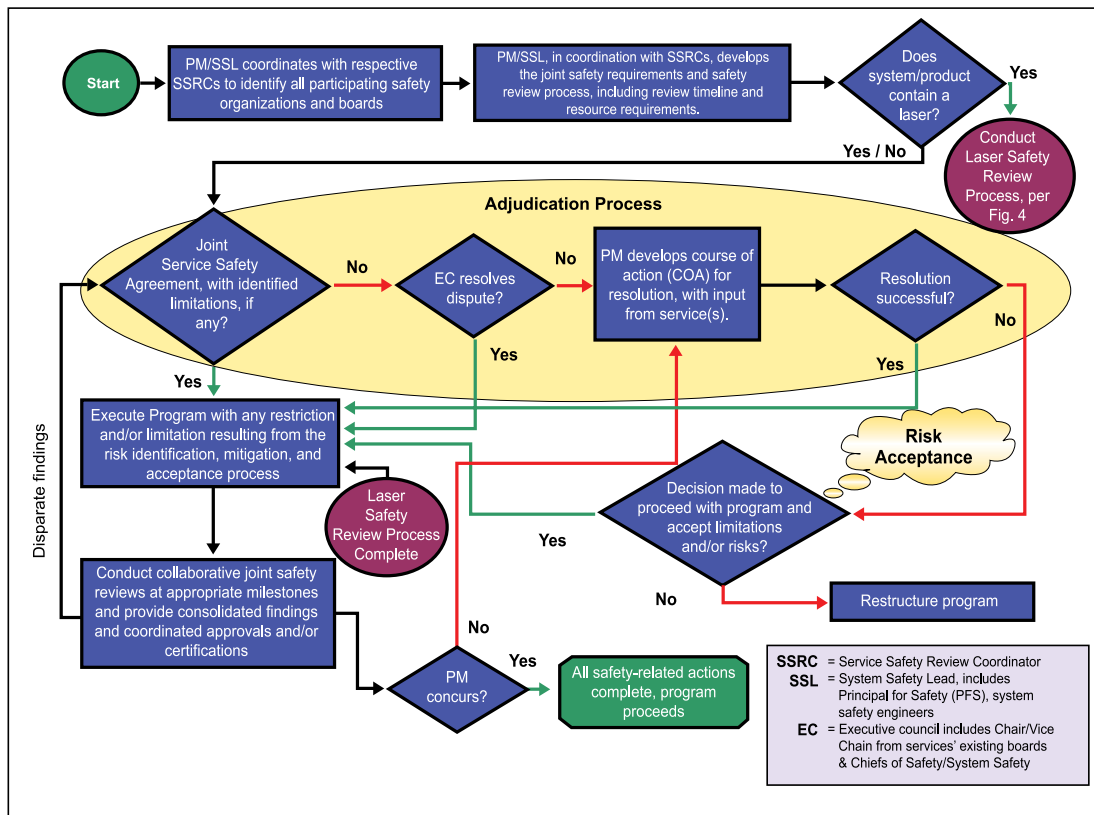 Start
PM/SSL coordinates with respective
SSRCs to identify all participating safety
organizations and boards
PM/SSL, in coordination with SSRCs, develops
the joint safety requirements and safety
review process, including review timeline and
resource requirements.
Does
system/product
contain a
laser?
Yes
Conduct
Laser Safety
Review
Process, per
Fig. 4
Yes / No
Adjudication Process
Joint
Service Safety
Agreement, with identified
limitations, if
any?
No
EC resolves
dispute?
No
PM develops course of
action (COA) for
resolution, with input
from service(s).
Resolution
successful?
No
Yes
Yes
Yes
Execute Program with any restriction
and/or limitation resulting from the
risk identification, mitigation, and
acceptance process
Laser
Safety
Review Process
Complete
Risk
Acceptance
Decision made to
proceed with program and
accept limitations
and/or risks?
Yes
No
Restructure program
Disparate findings
Conduct collaborative joint safety
reviews at appropriate milestones
and provide consolidated findings
and coordinated approvals and/or
certifications
No
PM
concurs?
Yes
All safety-related actions
complete, program
proceeds
SSRC = Service Safety Review Coordinator
SSL = System Safety Lead, includes
Principal for Safety (PFS), system
safety engineers
EC = Executive council includes Chair/Vice
Chain from services' existing boards
& Chiefs of Safety/System Safety